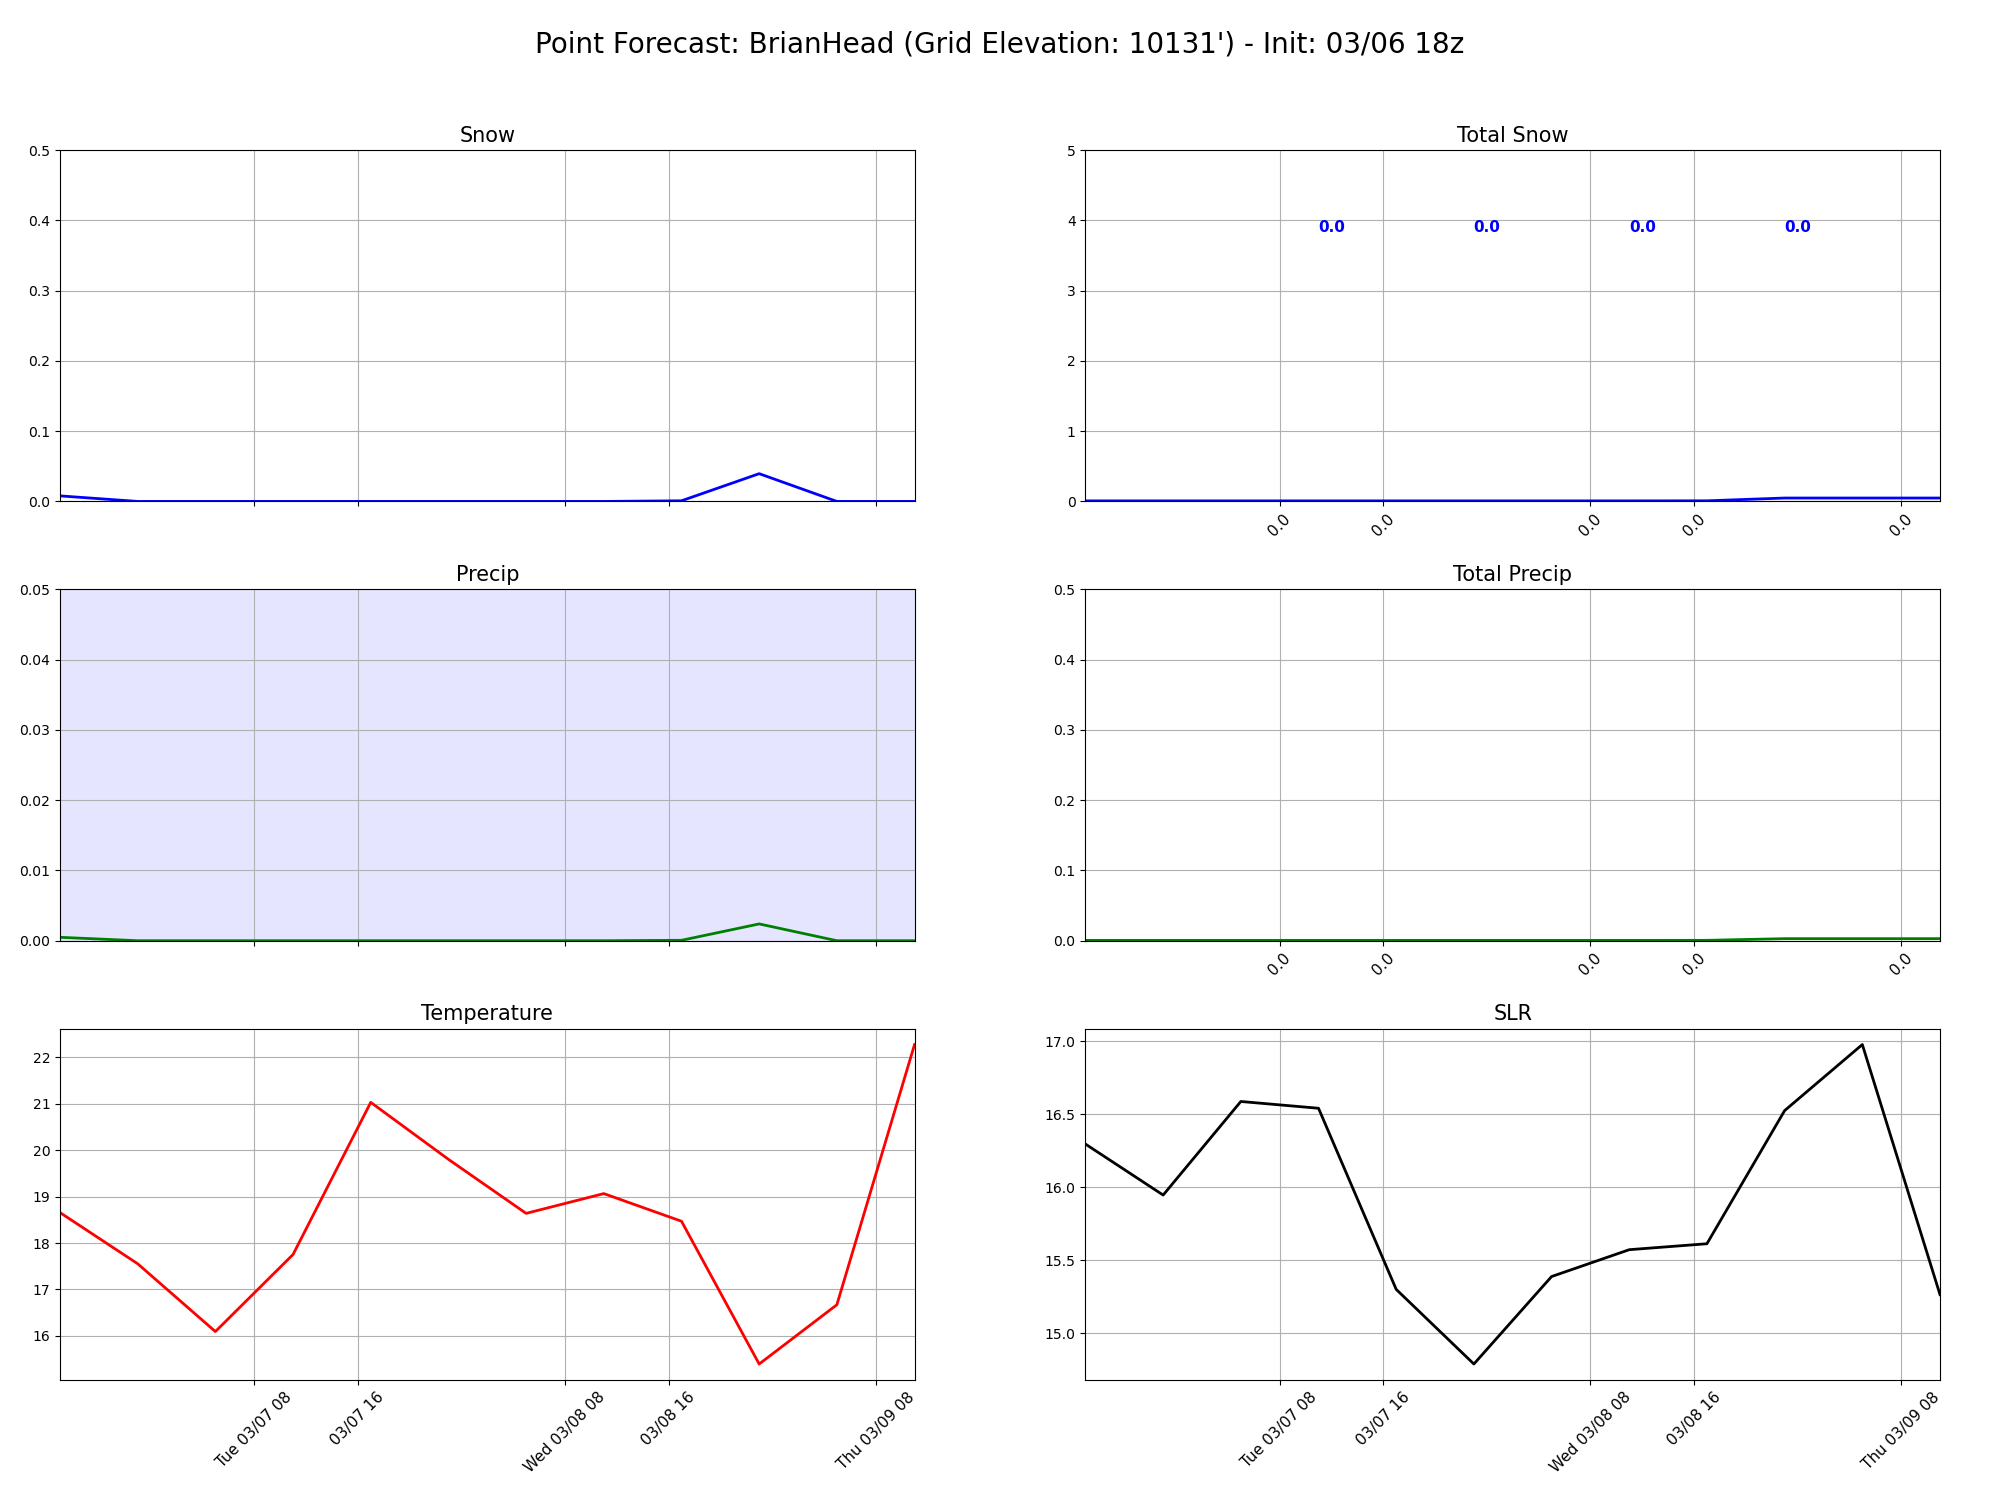 Point Forecast: BrianHead (Grid Elevation: 10131') - Init: 03/06 18z
Snow
0.5
0.4
0.3
0.2
0.1
0.0
Total Snow
5
4
3
2
1
0
0.0 0.0 0.0 0.0
0.0 0.0 0.0 0.0 0.0
Precip
0.05
0.04
0.03
0.02
0.01
0.00
Total Precip
0.5
0.4
0.3
0.2
0.1
0.0
0.0 0.0 0.0 0.0 0.0
Temperature
22
21
20
19
18
17
16
Tue 03/07 08
03/07 16
Wed 03/08 08
03/08 16
Thu 03/09 08
SLR
17.0
16.5
16.0
15.5
15.0
Tue 03/07 08
03/07 16
Wed 03/08 08
03/08 16
Thu 03/09 08